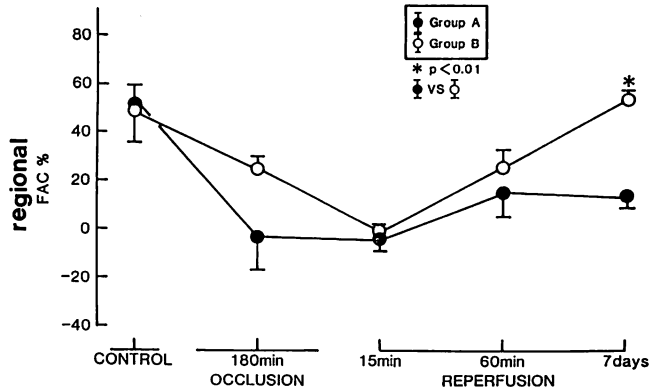 Group A
Group B
* p<0.01
VS
*
regional
FAC %
80
60
40
20
0
-20
-40
CONTROL
180min
15min
60min
7days
OCCLUSION
REPERFUSION